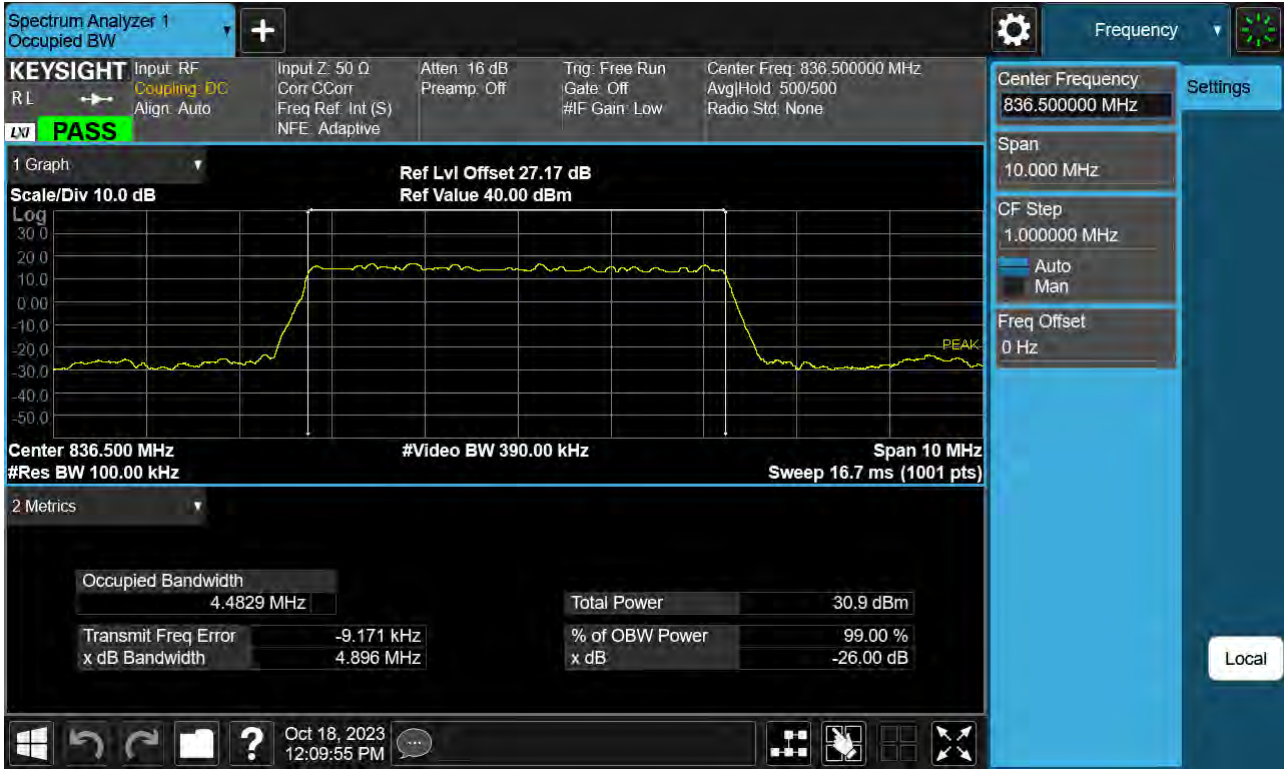 Spectrum Analyzer 1
Occupied BW
+
Frequency
KEYSIGHT
RL
LXI PASS
Input: RF
Coupling: DC
Align: Auto
Input Z: 50 Ω
Corr CCorr
Freq Ref: Int (S)
NFE: Adaptive
Atten: 16 dB
Preamp: Off
Trig: Free Run
Gate: Off
#IF Gain: Low
Center Freq: 836.500000 MHz
Avg|Hold: 500/500
Radio Std: None
1 Graph
Scale/Div 10.0 dB
Ref Lvl Offset 27.17 dB
Ref Value 40.00 dBm
Log
30.0
20.0
10.0
0.00
-10.0
-20.0
-30.0
-40.0
-50.0
PEAK
Center 836.500 MHz
#Video BW 390.00 kHz
Span 10 MHz
#Res BW 100.00 kHz
Sweep 16.7 ms (1001 pts)
2 Metrics
Occupied Bandwidth
4.4829 MHz
Total Power 30.9 dBm
Transmit Freq Error -9.171 kHz
% of OBW Power 99.00 %
x dB Bandwidth 4.896 MHz
x dB -26.00 dB
Center Frequency
836.500000 MHz
Settings
Span
10.000 MHz
CF Step
1.000000 MHz
Auto
Man
Freq Offset
0 Hz
Local
?
Oct 18, 2023
12:09:55 PM